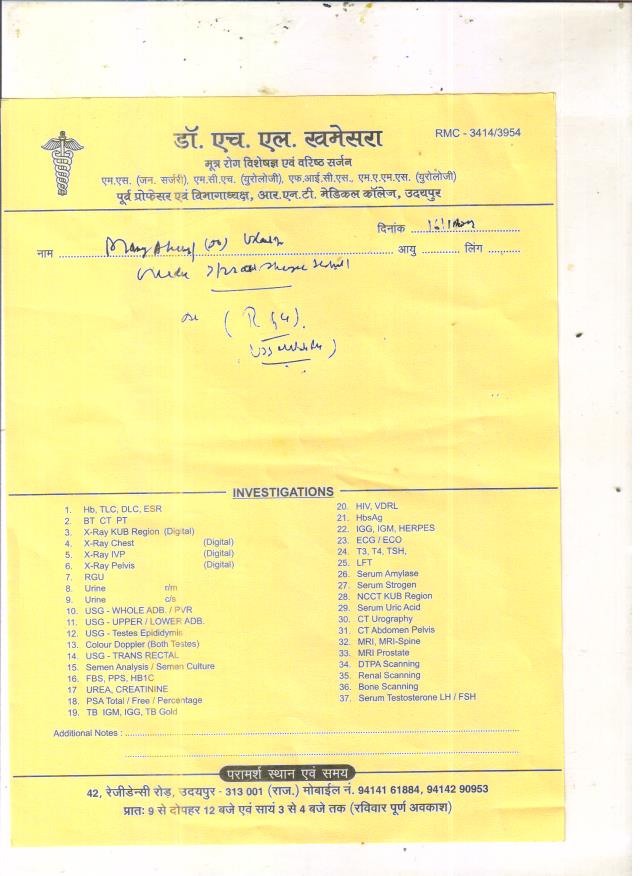 डॉ. एच. एल. खमेसरा
RMC - 3414/3954
मूत्र रोग विशेषज्ञ एवं वरिष्ठ सर्जन
एम.एस. (जन. सर्जरी), एम.सी.एच. (युरोलोजी), एफ.आई.सी.एस., एम.ए.एम.एस. (युरोलोजी)
पूर्व प्रोफेसर एवं विभागाध्यक्ष, आर.एन.टी. मेडिकल कॉलेज, उदयपुर
दिनांक
नाम आयु लिंग
INVESTIGATIONS
1. Hb, TLC, DLC, ESR
2. BT CT PT
3. X-Ray KUB Region (Digital)
4. X-Ray Chest (Digital)
5. X-Ray IVP (Digital)
6. X-Ray Pelvis (Digital)
7. RGU
8. Urine r/m
9. Urine c/s
10. USG - WHOLE ADB. / PVR
11. USG - UPPER / LOWER ADB.
12. USG - Testes Epididymis
13. Colour Doppler (Both Testes)
14. USG - TRANS RECTAL
15. Semen Analysis / Semen Culture
16. FBS, PPS, HB1C
17 UREA, CREATININE
18. PSA Total / Free / Percentage
19. TB IGM, IGG, TB Gold
20. HIV, VDRL
21. HbsAg
22. IGG, IGM, HERPES
23. ECG / ECO
24. T3, T4, TSH,
25. LFT
26. Serum Amylase
27. Serum Strogen
28. NCCT KUB Region
29. Serum Uric Acid
30. CT Urography
31. CT Abdomen Pelvis
32. MRI, MRI-Spine
33. MRI Prostate
34. DTPA Scanning
35. Renal Scanning
36. Bone Scanning
37. Serum Testosterone LH / FSH
Additional Notes :
परामर्श स्थान एवं समय
42, रेजीडेन्सी रोड, उदयपुर - 313 001 (राज.) मोबाईल नं. 94141 61884, 94142 90953
प्रातः 9 से दोपहर 12 बजे एवं सायं 3 से 4 बजे तक (रविवार पूर्ण अवकाश)